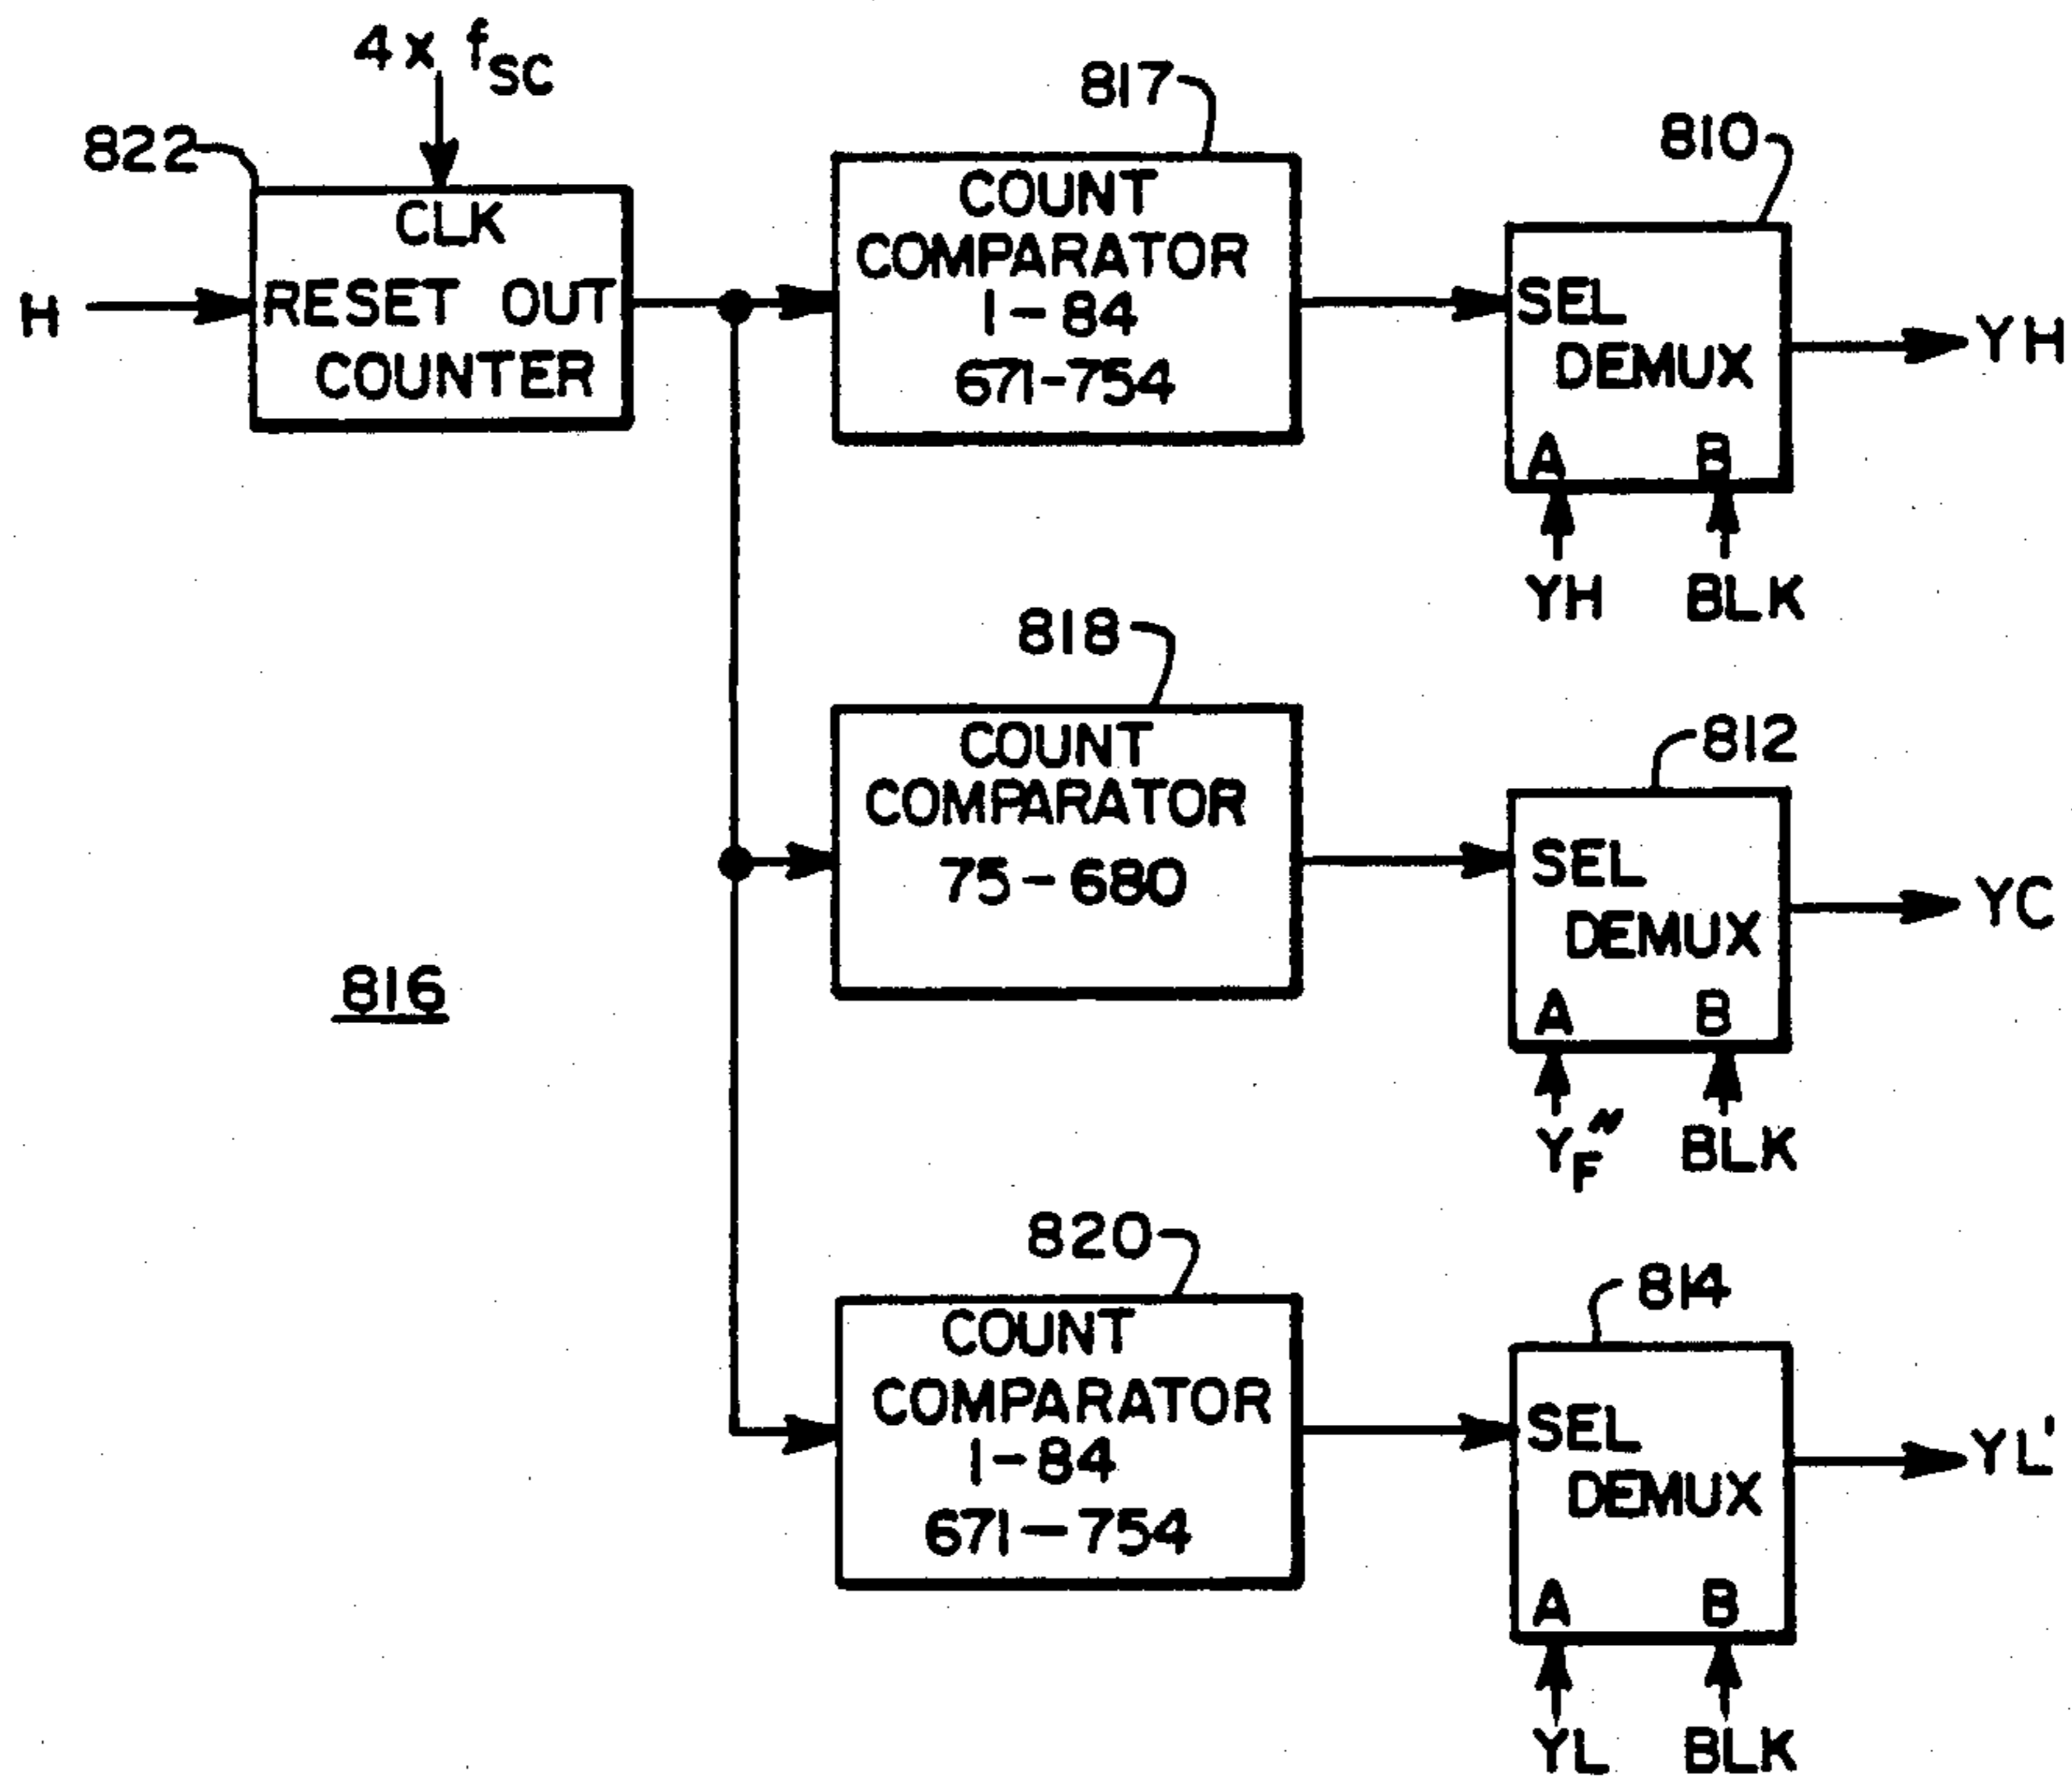 4 x fSC
822
CLK
RESET OUT
COUNTER
H
817
COUNT
COMPARATOR
1-84
671-754
810
SEL
DEMUX
A B
YH BLK
YH
818
COUNT
COMPARATOR
75-680
812
SEL
DEMUX
A B
YF" BLK
YC
816
820
COUNT
COMPARATOR
1-84
671-754
814
SEL
DEMUX
A B
YL BLK
YL'